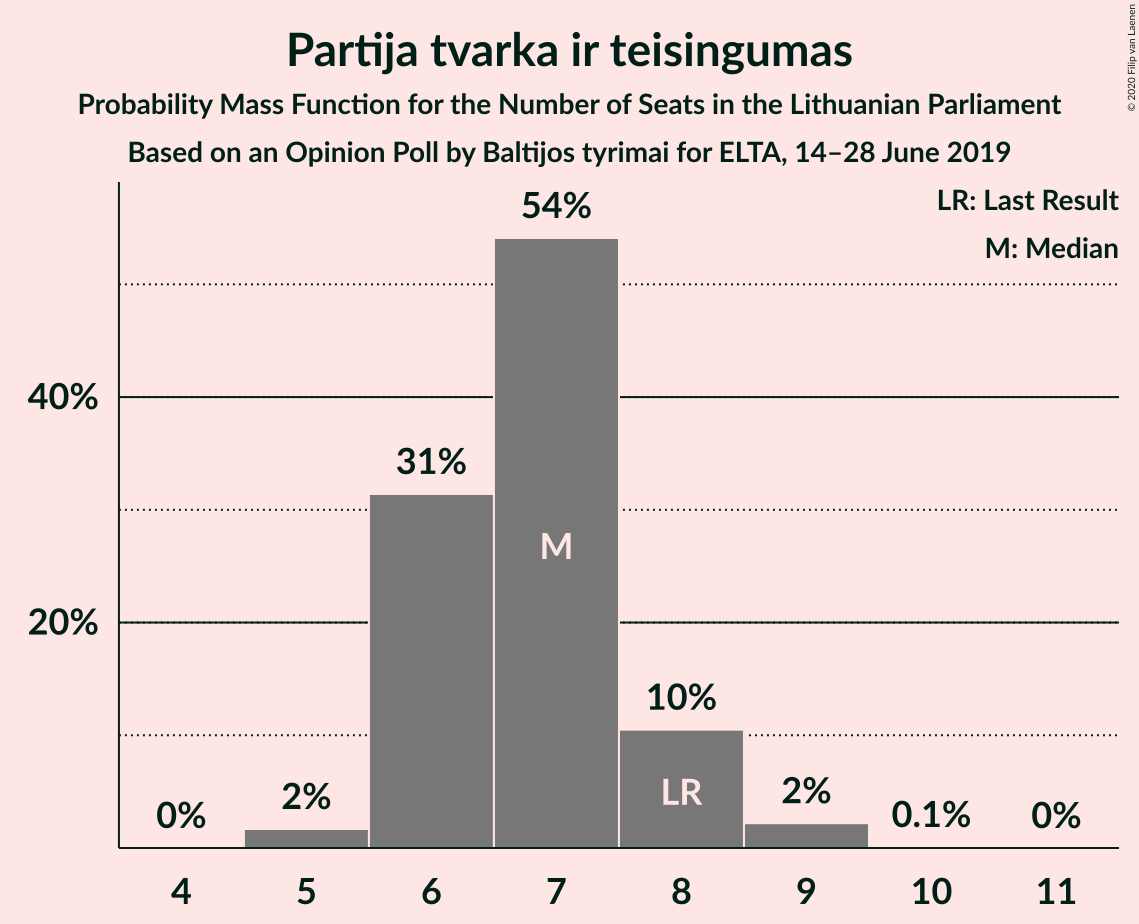 Partija tvarka ir teisingumas
Probability Mass Function for the Number of Seats in the Lithuanian Parliament
Based on an Opinion Poll by Baltijos tyrimai for ELTA, 14–28 June 2019
© 2020 Filip van Laenen
LR: Last Result
M: Median
54%
40%
31%
M
20%
10%
LR
0%
2%
2%
0.1%
0%
4 5 6 7 8 9 10 11